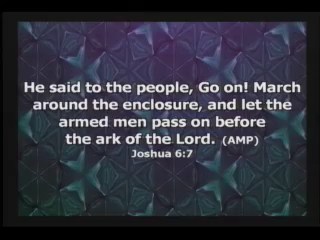 He said to the people, Go on! March
around the enclosure, and let the
armed men pass on before
the ark of the Lord. (AMP)
Joshua 6:7